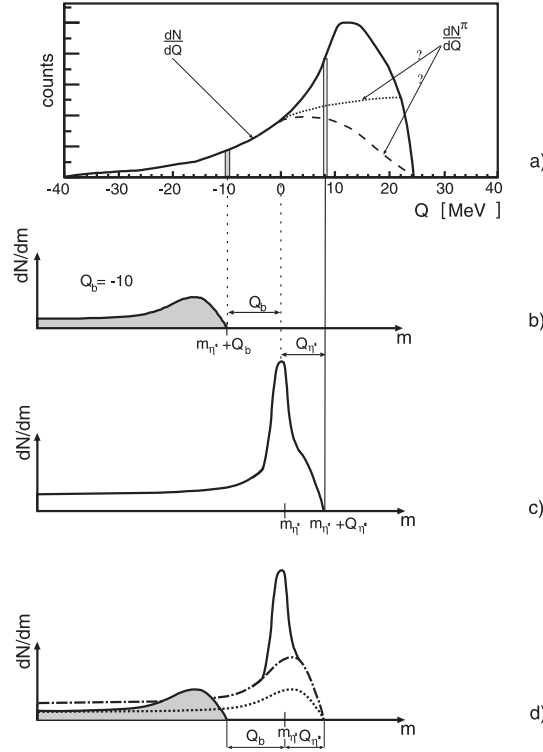 dN
dQ
dN^π
dQ
?
?
counts
-40 -30 -20 -10 0 10 20 30 40
Q [MeV]
a)
dN/dm
Q_b = -10
Q_b
m
m_η' + Q_b
Q_η'
b)
dN/dm
m
m_η' m_η' + Q_η'
c)
dN/dm
m
Q_b m_η' Q_η'
d)